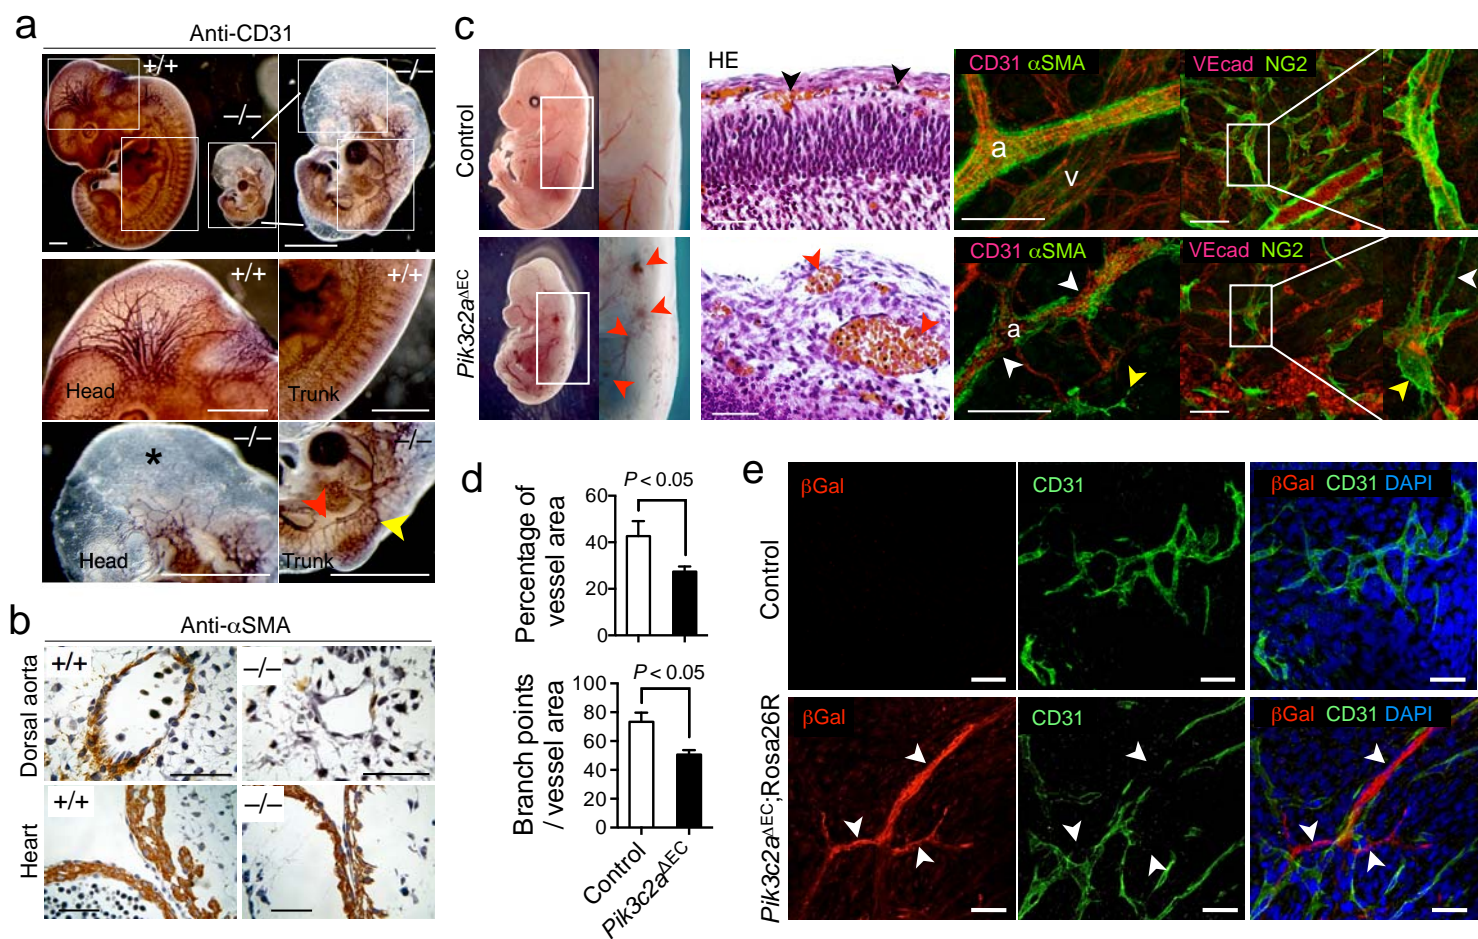 a
Anti-CD31
+/+
–/–
–/–
+/+
Head
+/+
Trunk
–/–
*
Head
–/–
Trunk
b
Anti-αSMA
Dorsal aorta
+/+
–/–
Heart
+/+
–/–
c
Control
HE
CD31 αSMA
a
v
VEcad NG2
Pik3c2aΔEC
CD31 αSMA
a
VEcad NG2
d
P < 0.05
Percentage of
vessel area
60
40
20
0
P < 0.05
Branch points
/ vessel area
100
80
60
40
20
0
Control
Pik3c2aΔEC
e
Control
βGal
CD31
βGal CD31 DAPI
Pik3c2aΔEC;Rosa26R
βGal
CD31
βGal CD31 DAPI